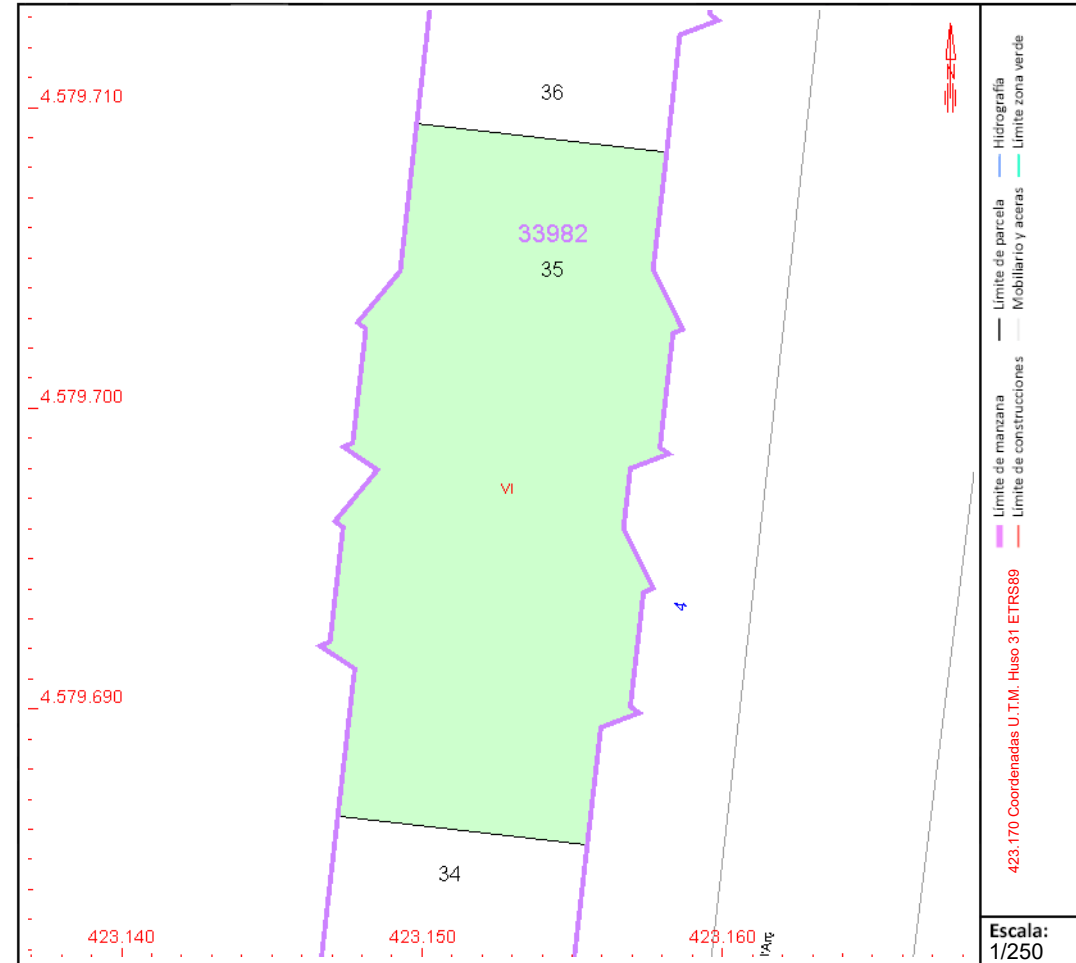 4.579.710
36
33982
35
4.579.700
VI
4
4.579.690
34
423.140
423.150
423.160
l'Arr
N
Hidrografía
Límite zona verde
Límite de parcela
Mobiliario y aceras
Límite de manzana
Límite de construcciones
423.170 Coordenadas U.T.M. Huso 31 ETRS89
Escala:
1/250